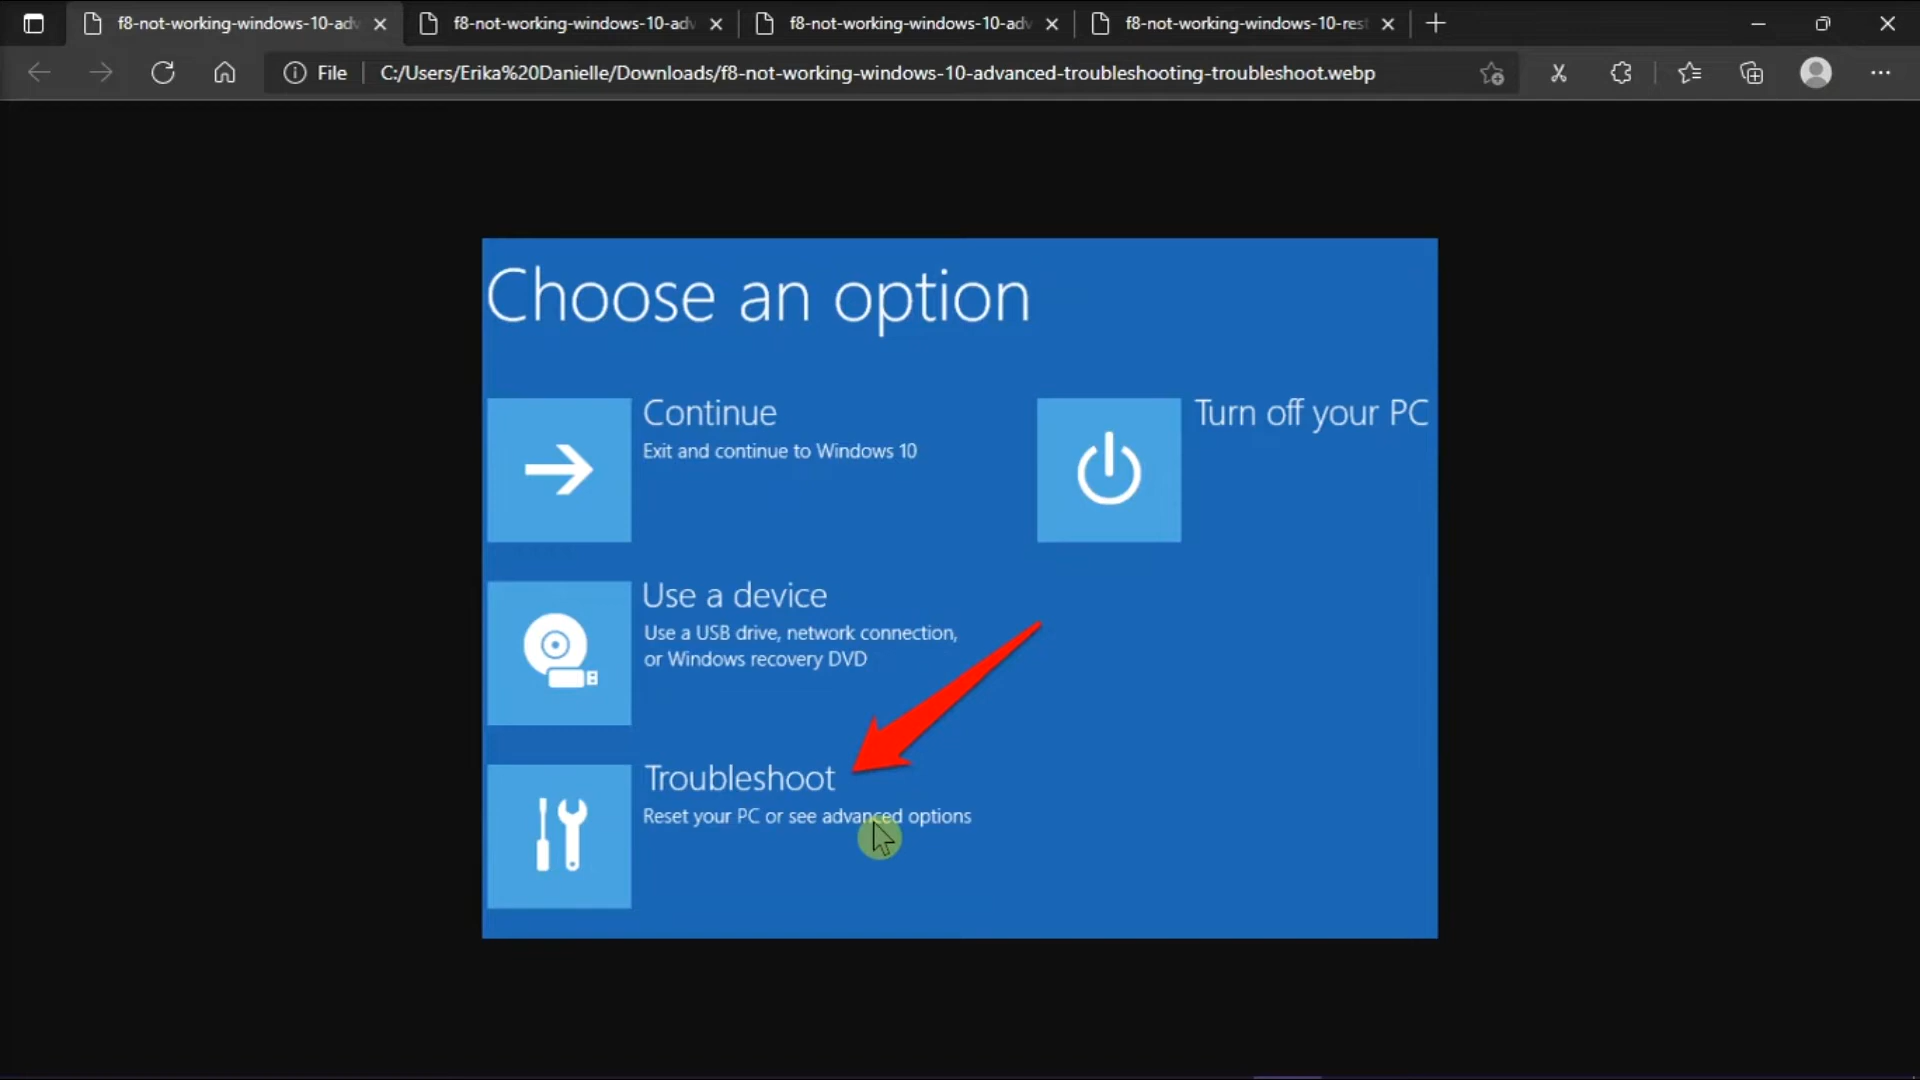 f8-not-working-windows-10-adv
f8-not-working-windows-10-adv
f8-not-working-windows-10-adv
f8-not-working-windows-10-rest
File
C:/Users/Erika%20Danielle/Downloads/f8-not-working-windows-10-advanced-troubleshooting-troubleshoot.webp
Choose an option
Continue
Exit and continue to Windows 10
Turn off your PC
Use a device
Use a USB drive, network connection,
or Windows recovery DVD
Troubleshoot
Reset your PC or see advanced options